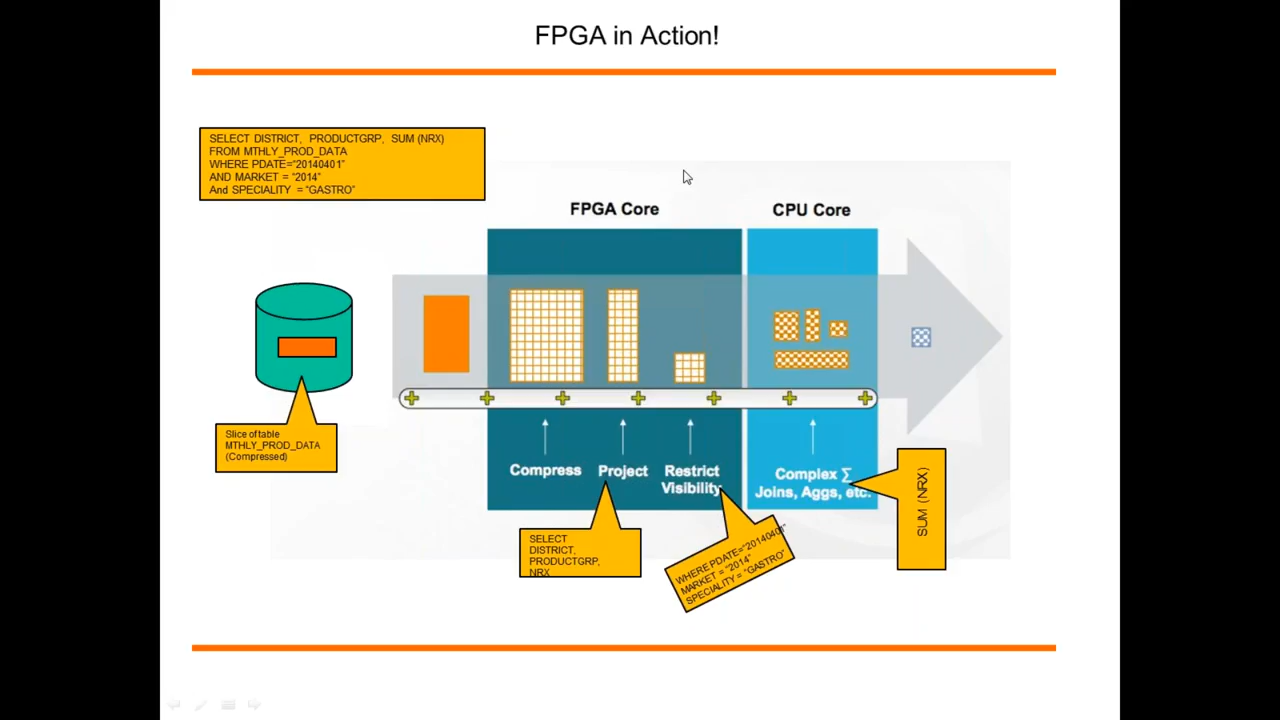 FPGA in Action!
SELECT DISTRICT, PRODUCTGRP, SUM (NRX)
FROM MTHLY_PROD_DATA
WHERE PDATE="20140401"
AND MARKET = "2014"
And SPECIALITY = "GASTRO"
FPGA Core
CPU Core
Slice of table
MTHLY_PROD_DATA
(Compressed)
Compress
Project
Restrict
Visibility
Complex ∑
Joins, Aggs, etc.
SELECT
DISTRICT,
PRODUCTGRP,
NRX
WHERE PDATE="20140401"
MARKET = "2014"
SPECIALITY = "GASTRO"
SUM (NRX)